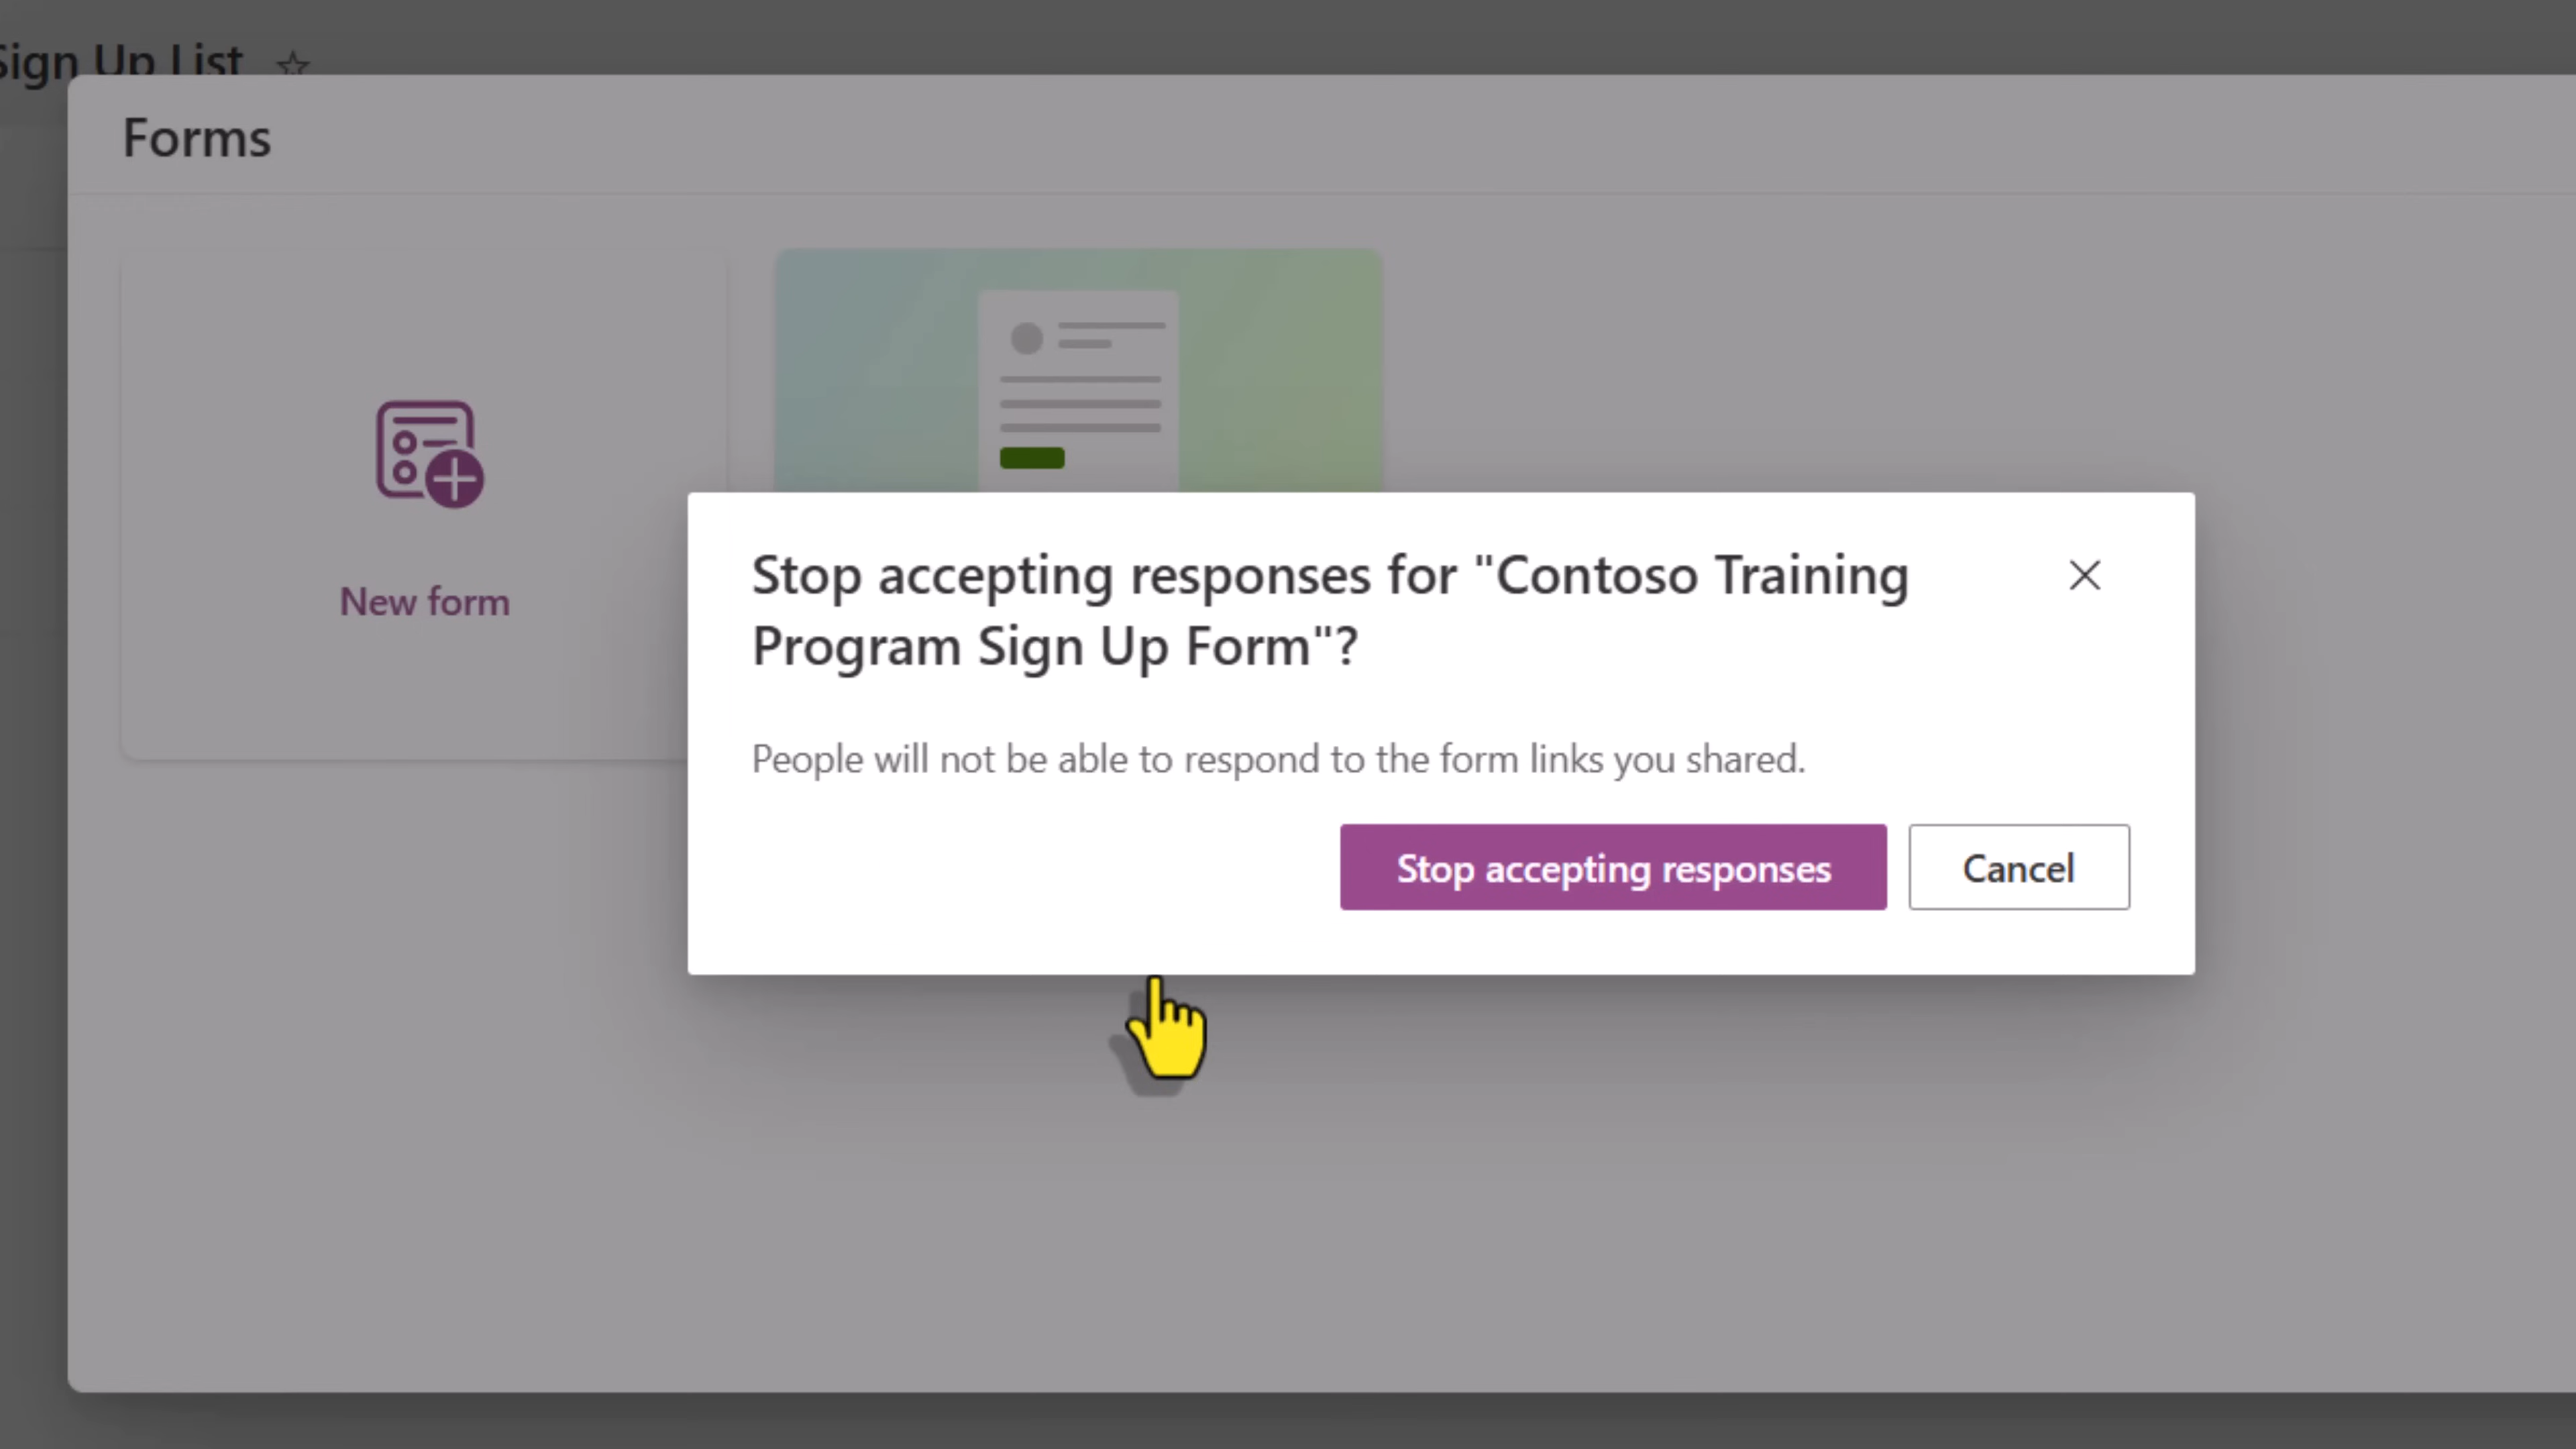 Sign Up List
Forms
New form
Stop accepting responses for "Contoso Training
Program Sign Up Form"?
People will not be able to respond to the form links you shared.
Stop accepting responses
Cancel